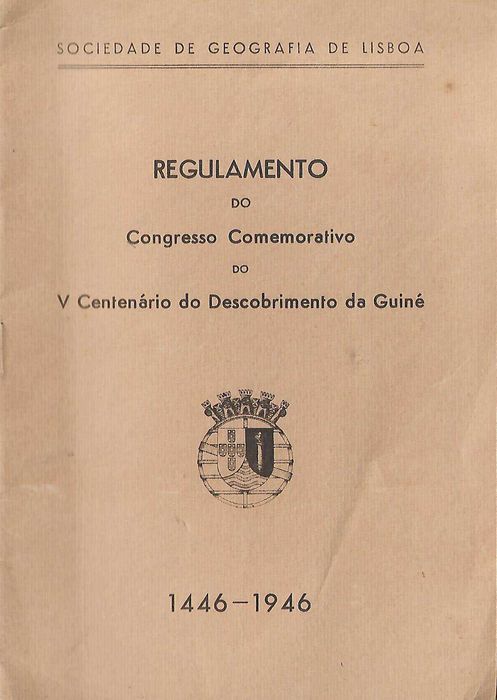 SOCIEDADE DE GEOGRAFIA DE LISBOA
REGULAMENTO
DO
Congresso Comemorativo
DO
V Centenário do Descobrimento da Guiné
1446-1946